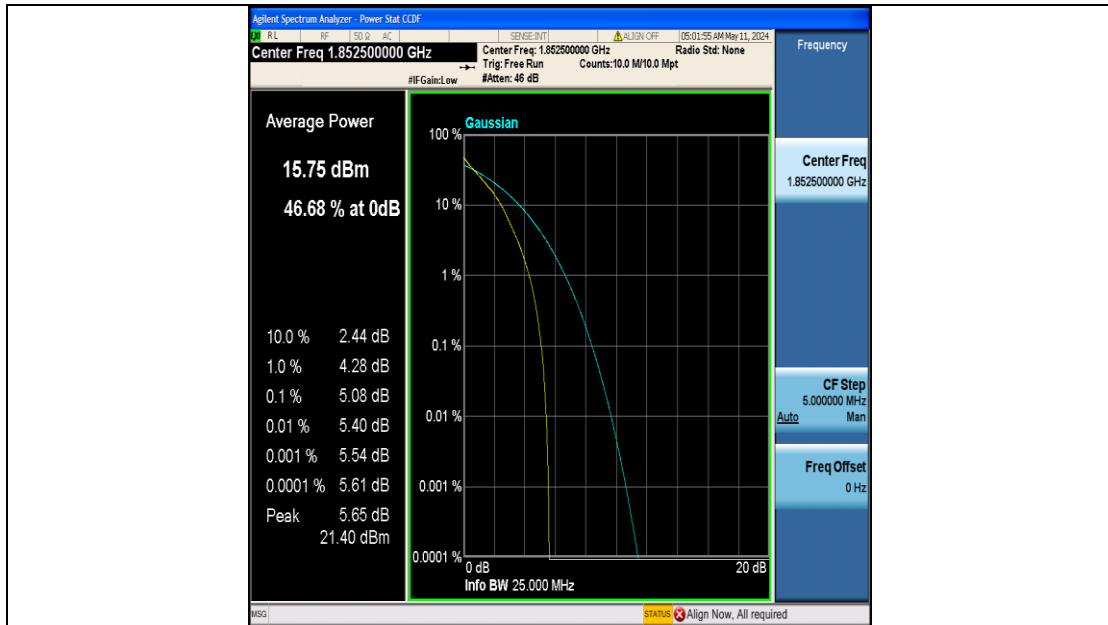 Agilent Spectrum Analyzer - Power Stat CCDF
RL RF 50 Ω AC SENSE:INT ALIGN OFF 05:01:55 AM May 11, 2024
Center Freq 1.852500000 GHz
Center Freq: 1.852500000 GHz Radio Std: None
Trig: Free Run Counts:10.0 M/10.0 Mpt
#IFGain:Low #Atten: 46 dB
Average Power
15.75 dBm
46.68 % at 0dB
10.0 % 2.44 dB
1.0 % 4.28 dB
0.1 % 5.08 dB
0.01 % 5.40 dB
0.001 % 5.54 dB
0.0001 % 5.61 dB
Peak 5.65 dB
21.40 dBm
Gaussian
100 %
10 %
1 %
0.1 %
0.01 %
0.001 %
0.0001 %
0 dB 20 dB
Info BW 25.000 MHz
Frequency
Center Freq
1.852500000 GHz
CF Step
5.000000 MHz
Auto Man
Freq Offset
0 Hz
MSG STATUS Align Now, All required